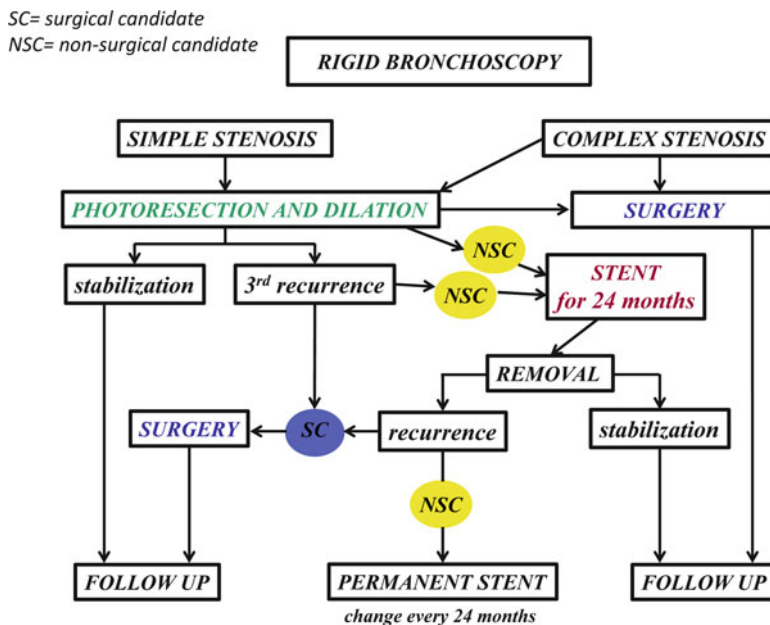 SC= surgical candidate
NSC= non-surgical candidate
RIGID BRONCHOSCOPY
SIMPLE STENOSIS
COMPLEX STENOSIS
PHOTORESECTION AND DILATION
SURGERY
NSC
stabilization
3rd recurrence
NSC
STENT
for 24 months
REMOVAL
SURGERY
SC
recurrence
stabilization
NSC
FOLLOW UP
PERMANENT STENT
FOLLOW UP
change every 24 months